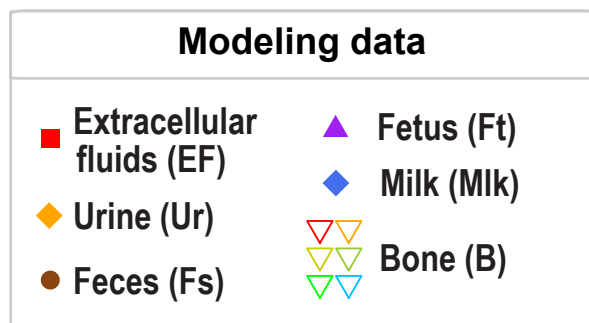 Modeling data
Extracellular
fluids (EF)
Urine (Ur)
Feces (Fs)
Fetus (Ft)
Milk (Mlk)
Bone (B)